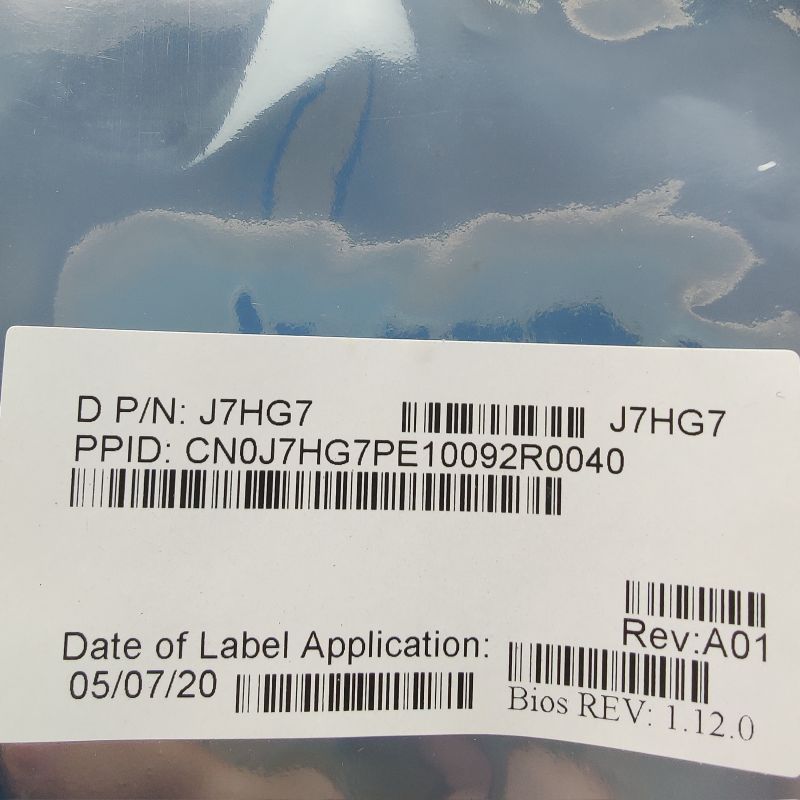 D P/N: J7HG7 J7HG7
PPID: CN0J7HG7PE10092R0040
Rev:A01
Date of Label Application:
05/07/20
Bios REV: 1.12.0